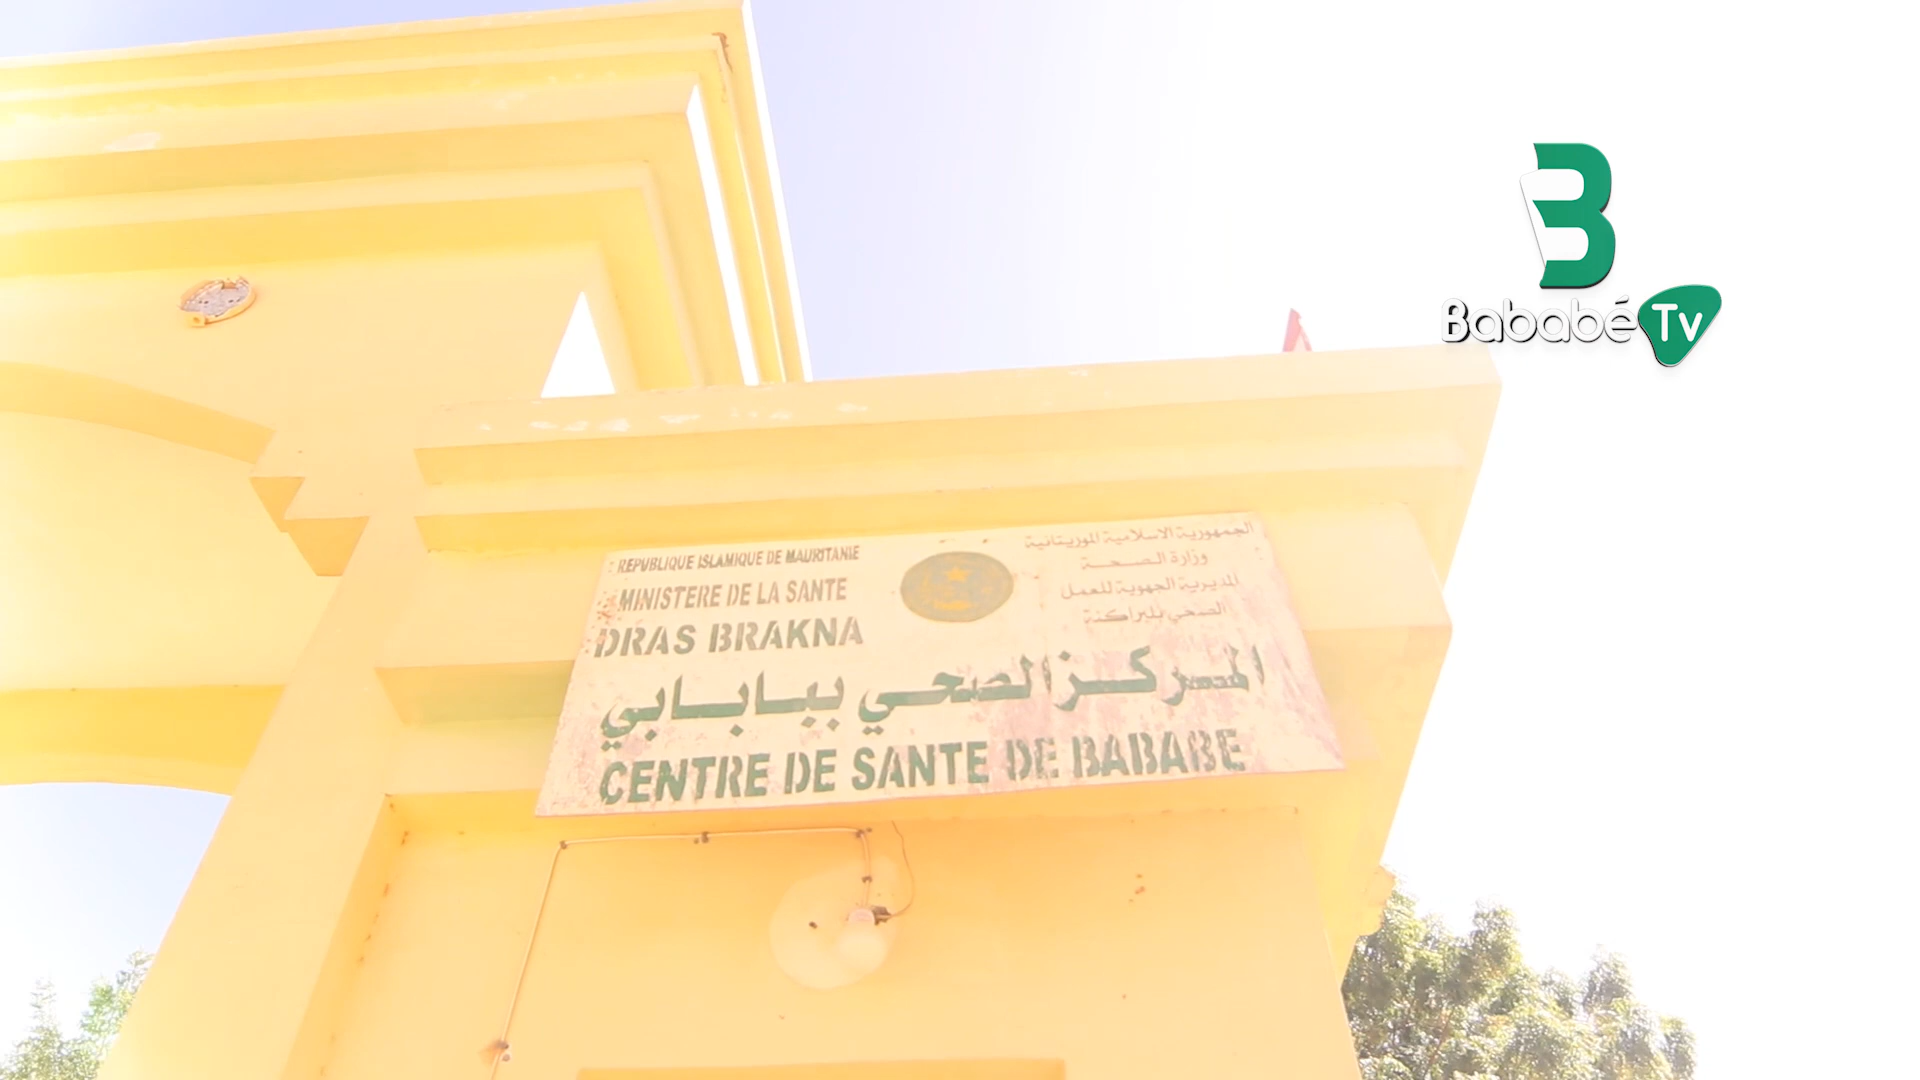 REPUBLIQUE ISLAMIQUE DE MAURITANIE
MINISTERE DE LA SANTE
DRAS BRAKNA
الجمهورية الاسلامية الموريتانية
وزارة الصحة
المديرية الجهوية للعمل
الصحي للبراكنة
المركز الصحي ببابابي
CENTRE DE SANTE DE BABABE
B
Bababé Tv